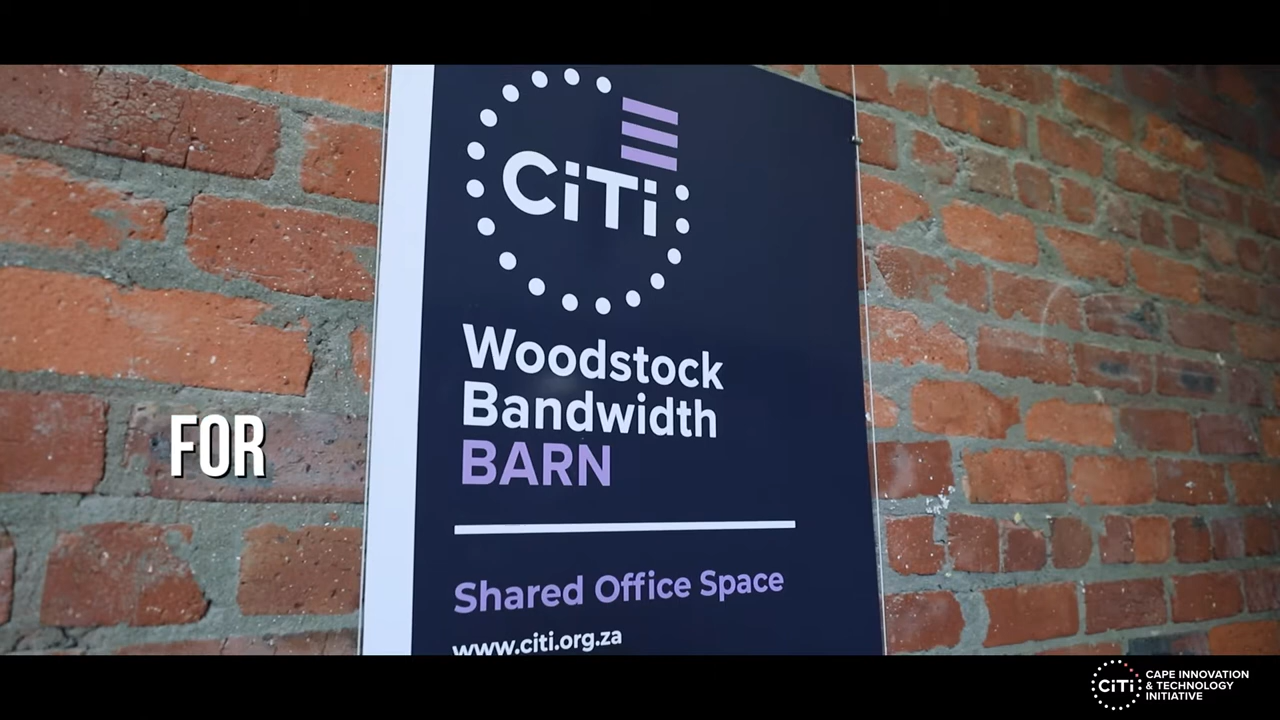 CiTi
Woodstock
Bandwidth
BARN
FOR
Shared Office Space
www.citi.org.za
CiTi
CAPE INNOVATION
& TECHNOLOGY
INITIATIVE